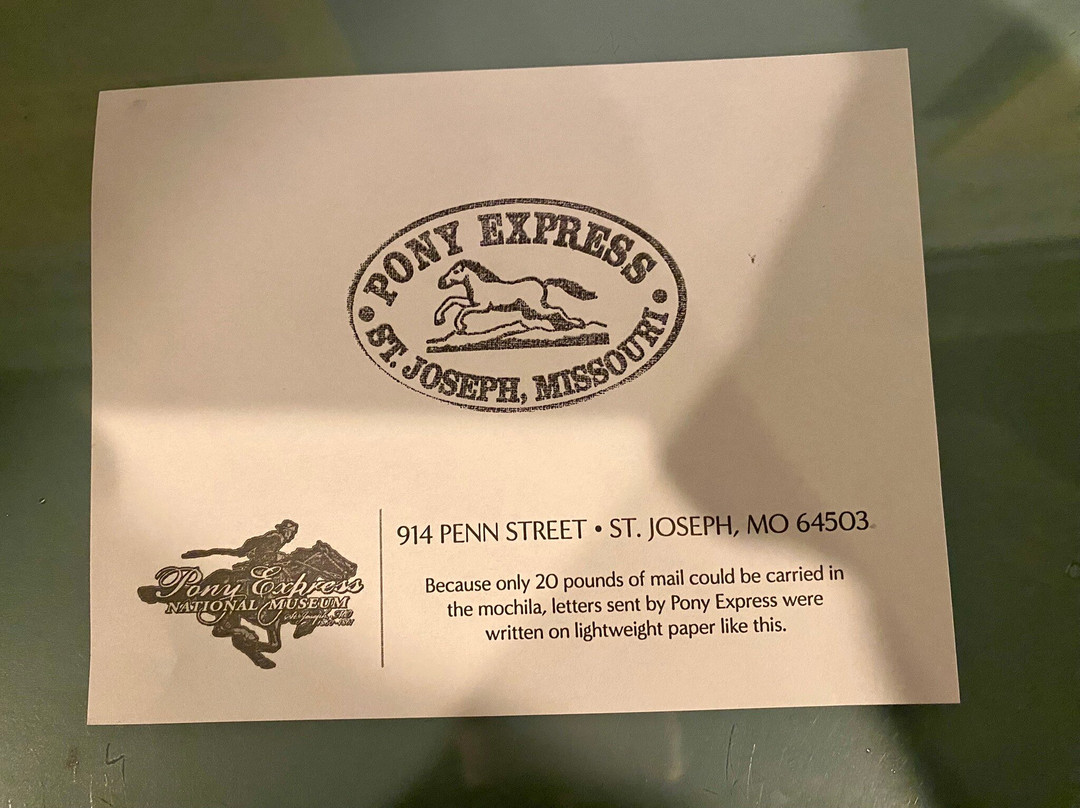 PONY EXPRESS
ST. JOSEPH, MISSOURI
914 PENN STREET • ST. JOSEPH, MO 64503
Pony Express
NATIONAL MUSEUM
Because only 20 pounds of mail could be carried in
the mochila, letters sent by Pony Express were
written on lightweight paper like this.